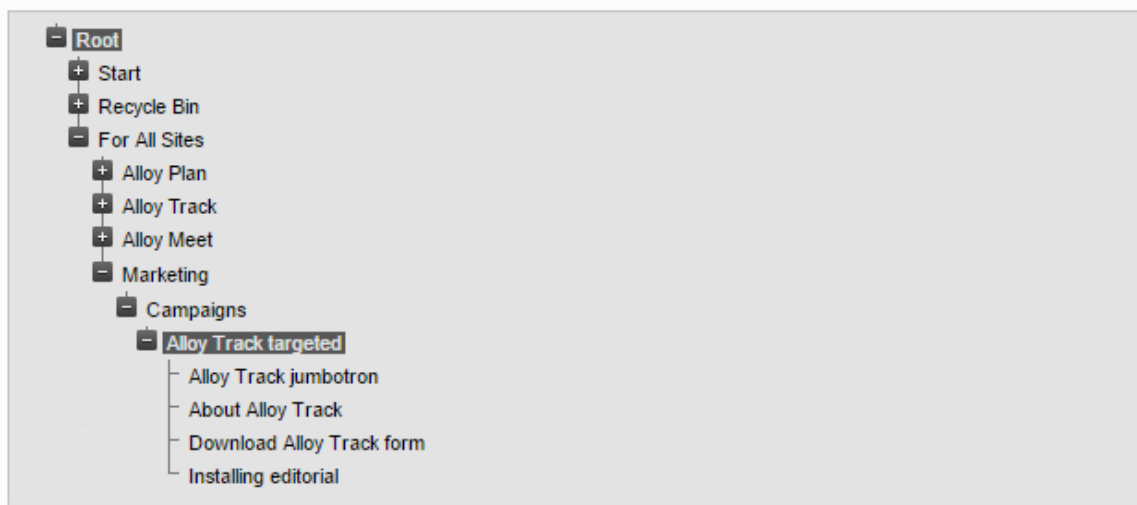 Root
Start
Recycle Bin
For All Sites
Alloy Plan
Alloy Track
Alloy Meet
Marketing
Campaigns
Alloy Track targeted
Alloy Track jumbotron
About Alloy Track
Download Alloy Track form
Installing editorial